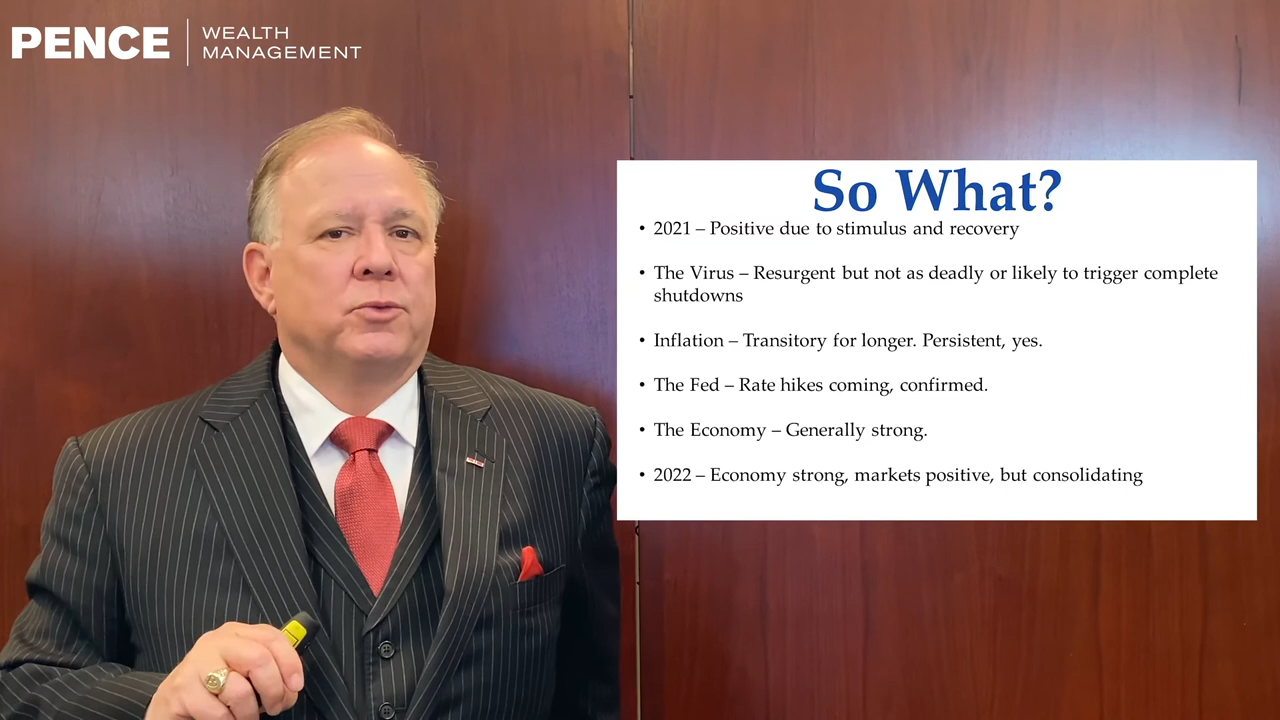 PENCE
WEALTH
MANAGEMENT
So What?
• 2021 – Positive due to stimulus and recovery
• The Virus – Resurgent but not as deadly or likely to trigger complete
shutdowns
• Inflation – Transitory for longer. Persistent, yes.
• The Fed – Rate hikes coming, confirmed.
• The Economy – Generally strong.
• 2022 – Economy strong, markets positive, but consolidating